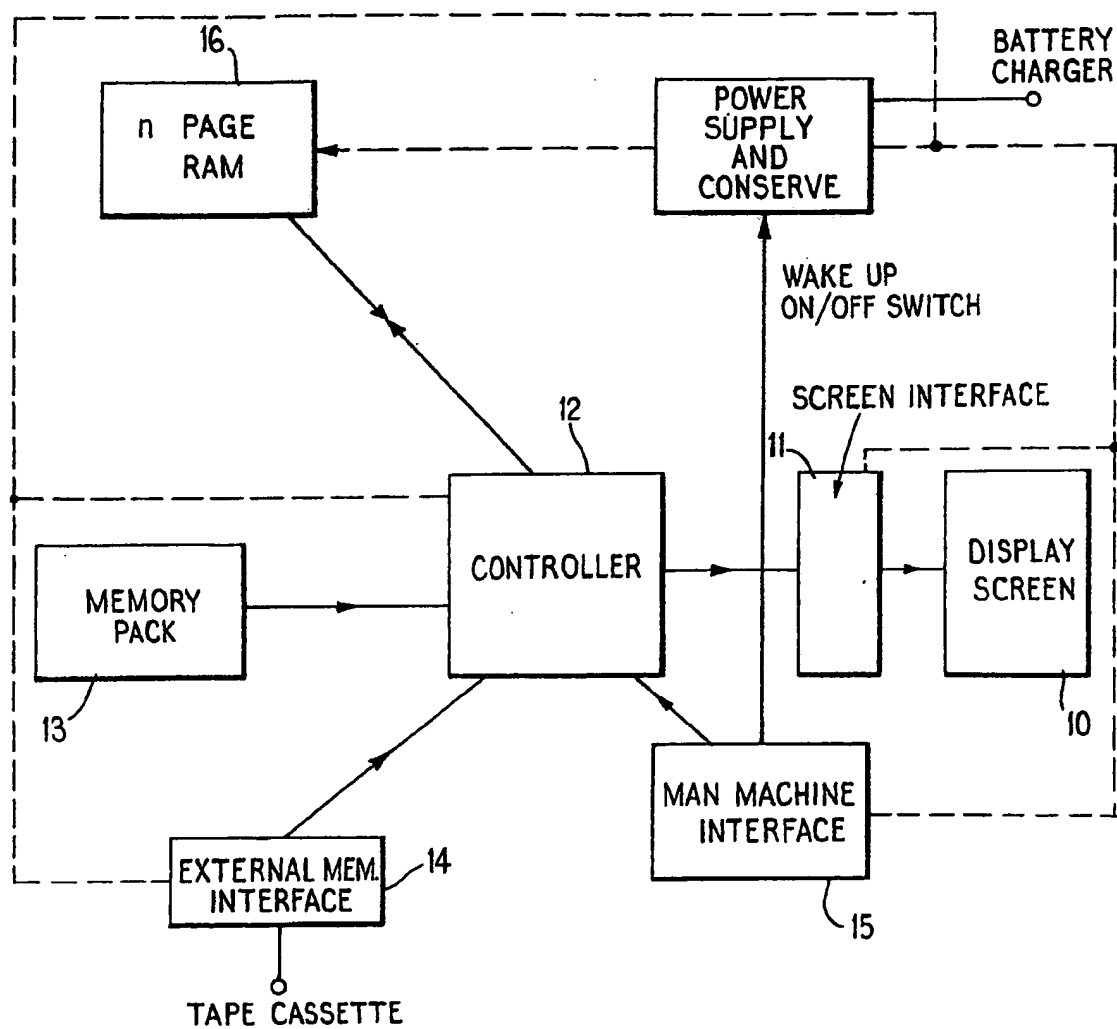 16
BATTERY
CHARGER
n PAGE
RAM
POWER
SUPPLY
AND
CONSERVE
WAKE UP
ON/OFF SWITCH
SCREEN INTERFACE
12
11
CONTROLLER
DISPLAY
SCREEN
MEMORY
PACK
13
10
MAN MACHINE
INTERFACE
EXTERNAL MEM.
INTERFACE
14
15
TAPE CASSETTE